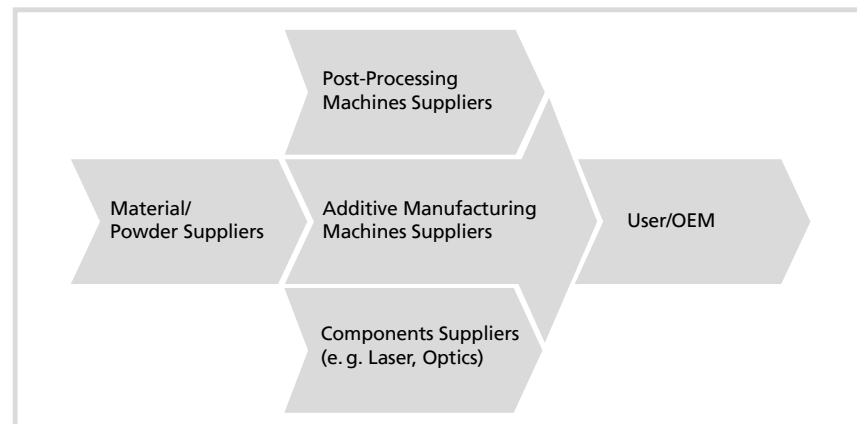 Post-Processing
Machines Suppliers
Material/
Powder Suppliers
Additive Manufacturing
Machines Suppliers
User/OEM
Components Suppliers
(e. g. Laser, Optics)